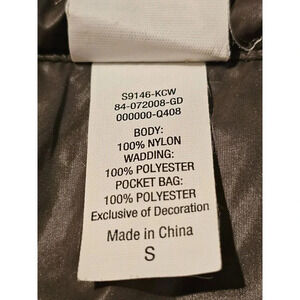 S9146-KCW
84-072008-GD
000000-Q408
BODY:
100% NYLON
WADDING:
100% POLYESTER
POCKET BAG:
100% POLYESTER
Exclusive of Decoration
Made in China
S